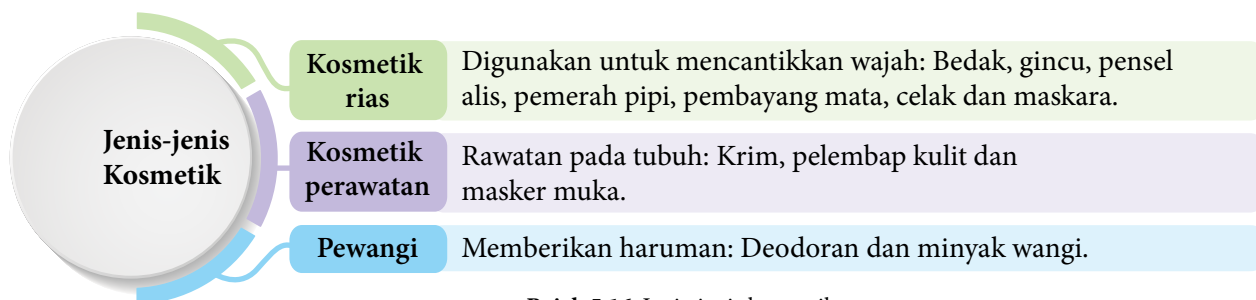 Jenis-jenis
Kosmetik
Kosmetik
rias
Digunakan untuk mencantikkan wajah: Bedak, gincu, pensel
alis, pemerah pipi, pembayang mata, celak dan maskara.
Kosmetik
perawatan
Rawatan pada tubuh: Krim, pelembap kulit dan
masker muka.
Pewangi
Memberikan haruman: Deodoran dan minyak wangi.